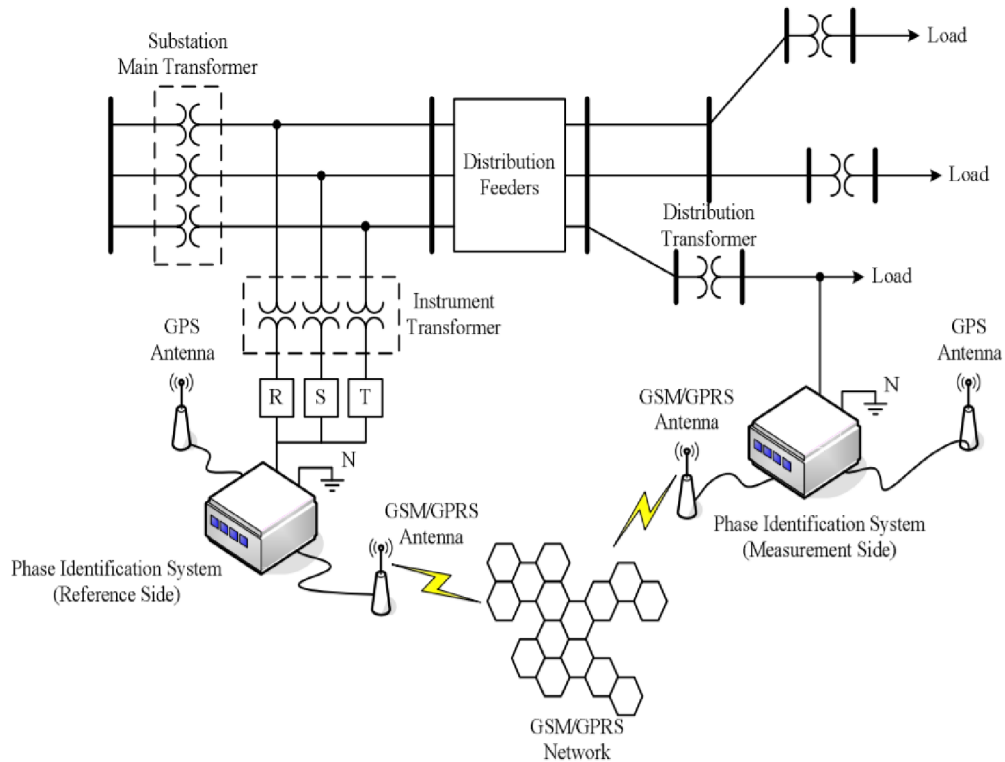 Substation
Main Transformer
Load
Distribution
Feeders
Load
Distribution
Transformer
Load
Instrument
Transformer
GPS
Antenna
GPS
Antenna
R
S
T
GSM/GPRS
Antenna
N
N
GSM/GPRS
Antenna
Phase Identification System
(Measurement Side)
Phase Identification System
(Reference Side)
GSM/GPRS
Network